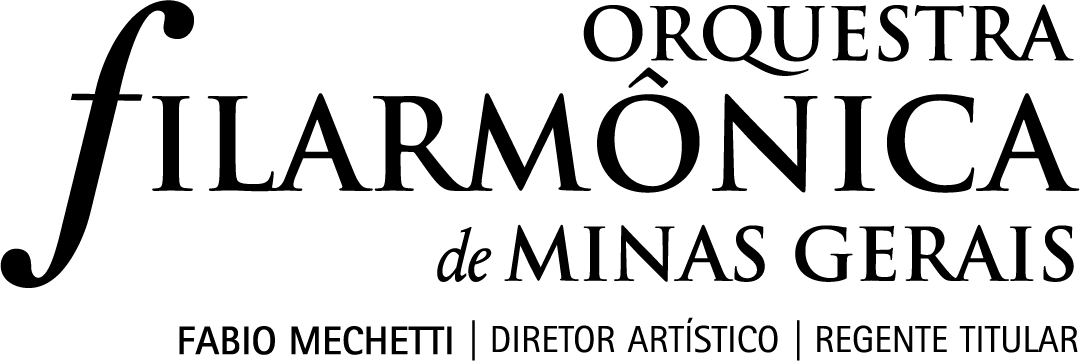 ORQUESTRA
fILARMÔNICA
de MINAS GERAIS
FABIO MECHETTI | DIRETOR ARTÍSTICO | REGENTE TITULAR